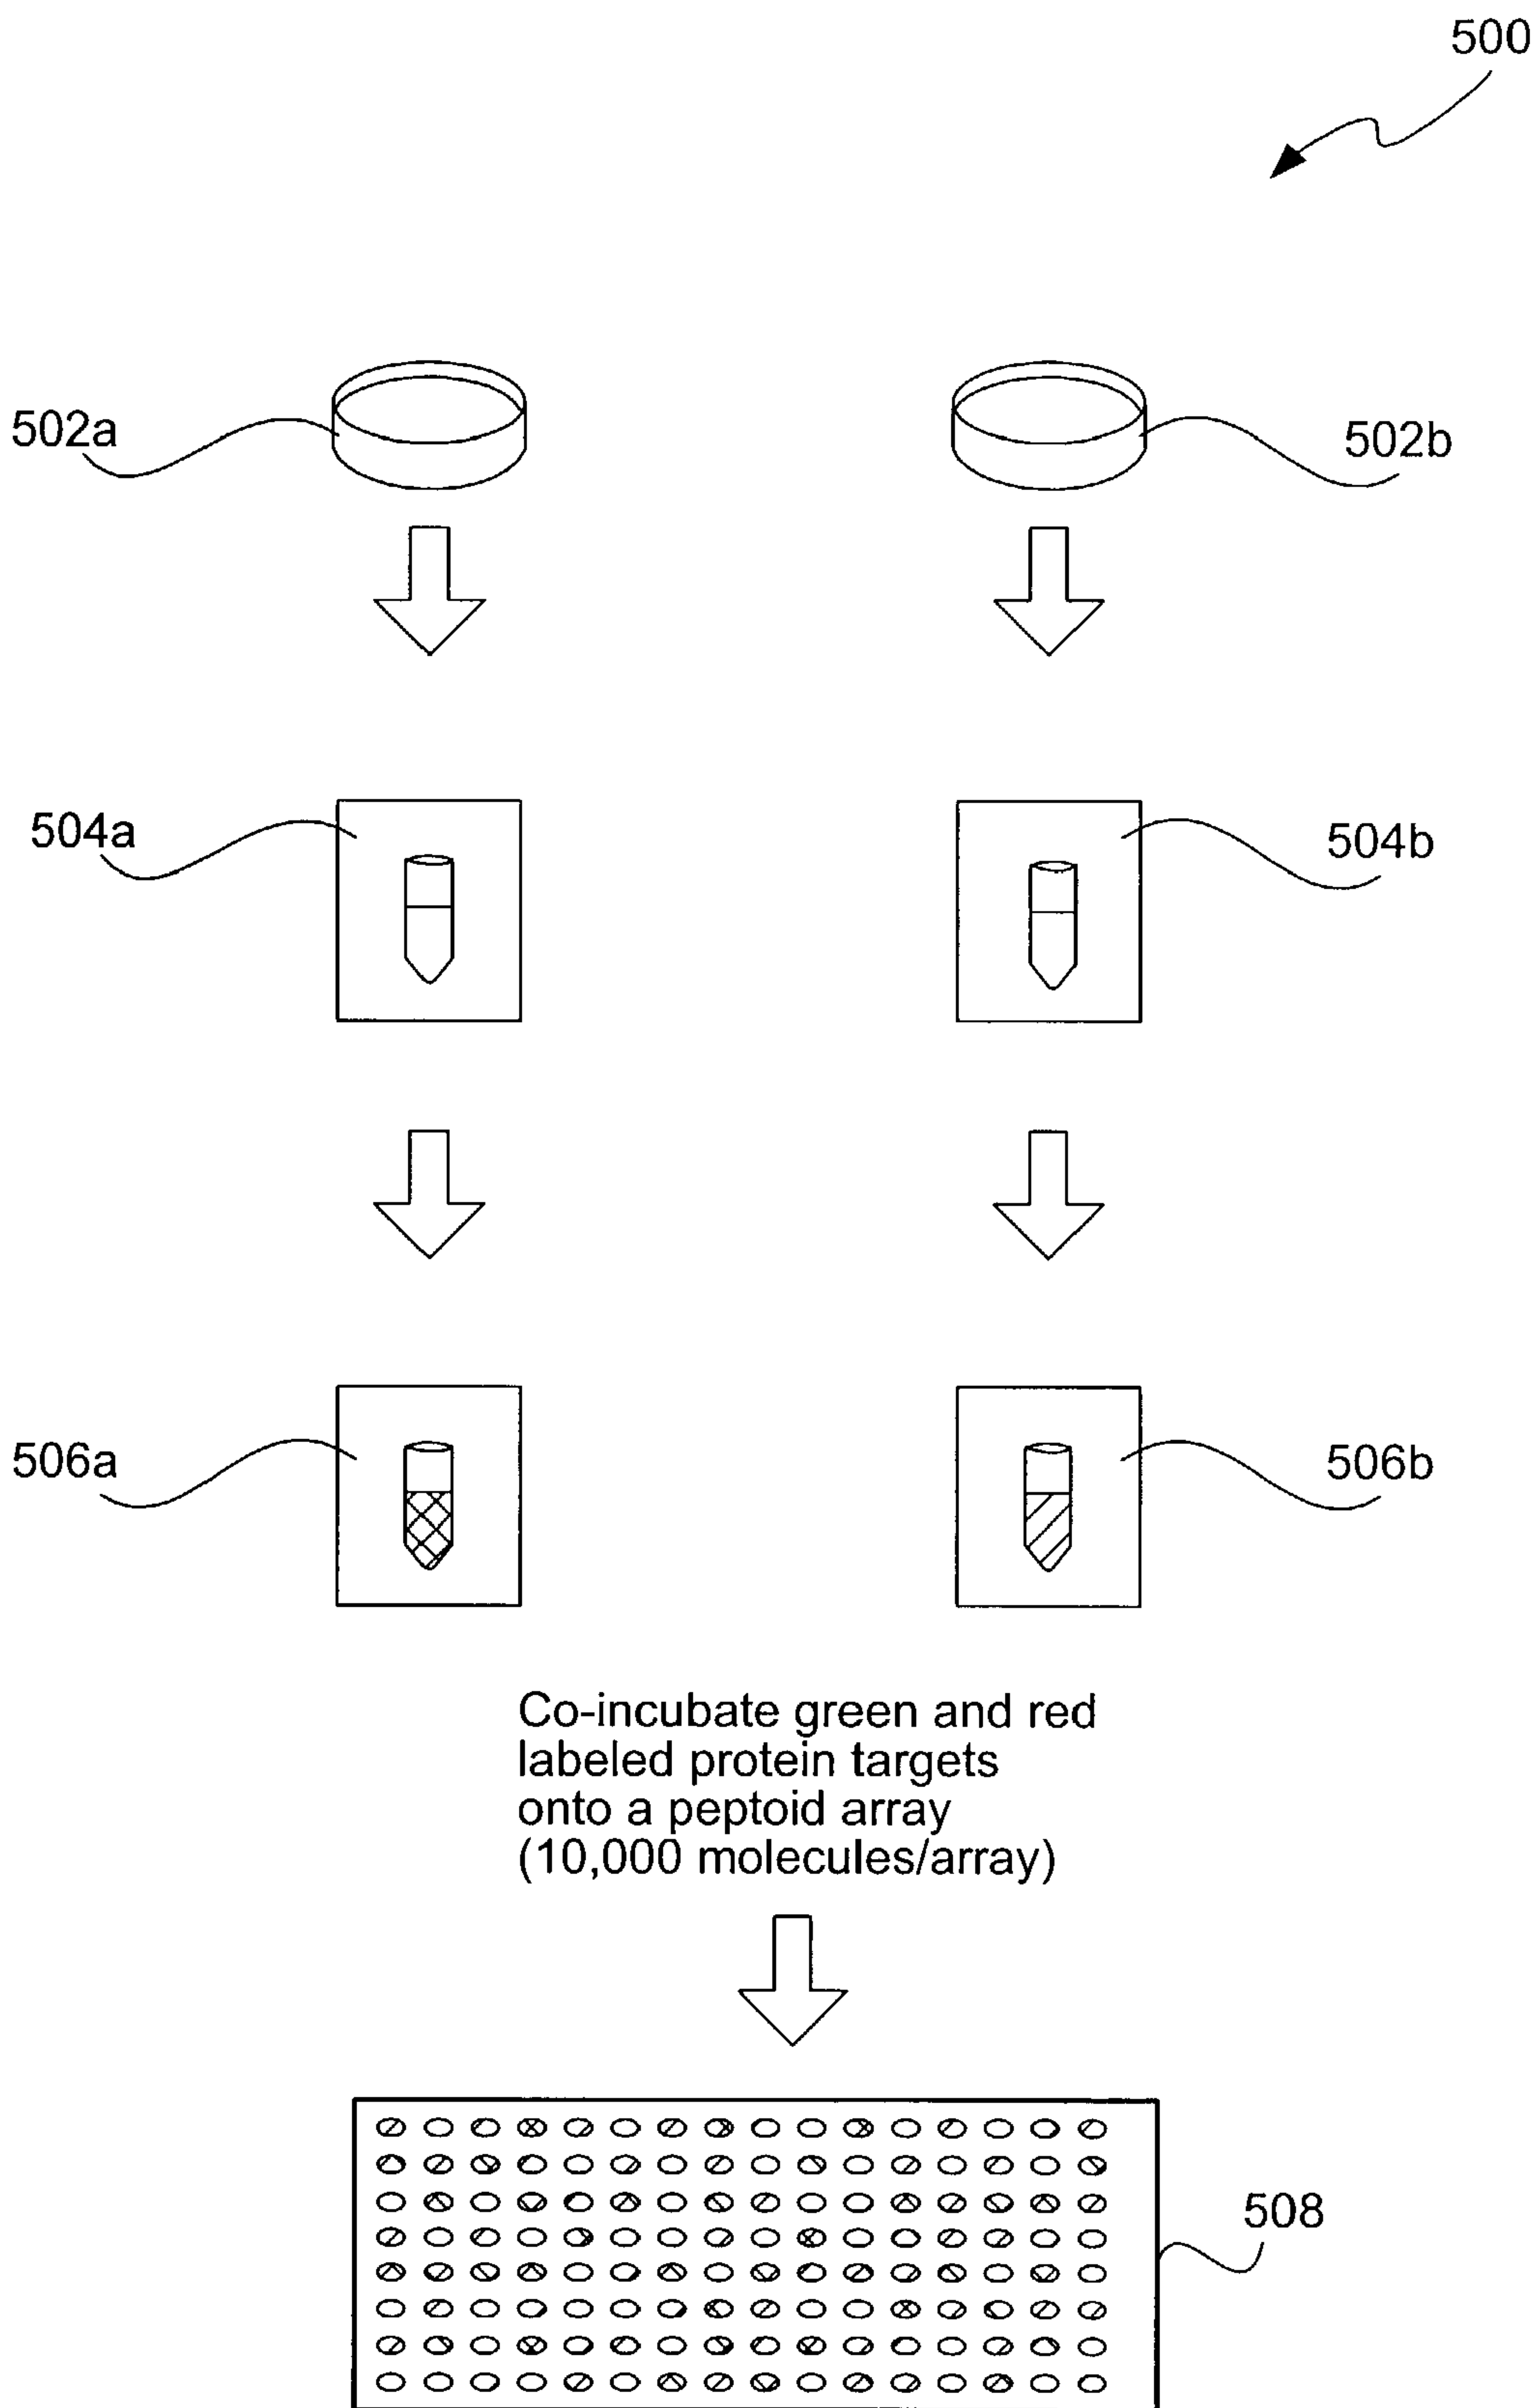 500
502a
502b
504a
504b
506a
506b
Co-incubate green and red
labeled protein targets
onto a peptoid array
(10,000 molecules/array)
508